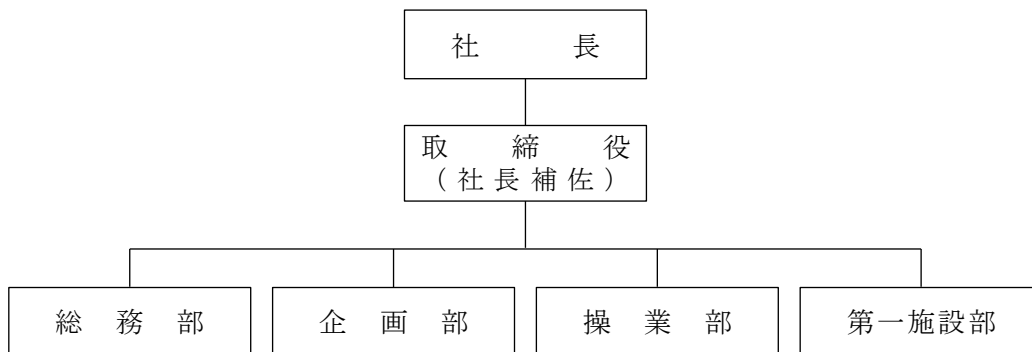 社長
取締役
(社長補佐)
総務部
企画部
操業部
第一施設部